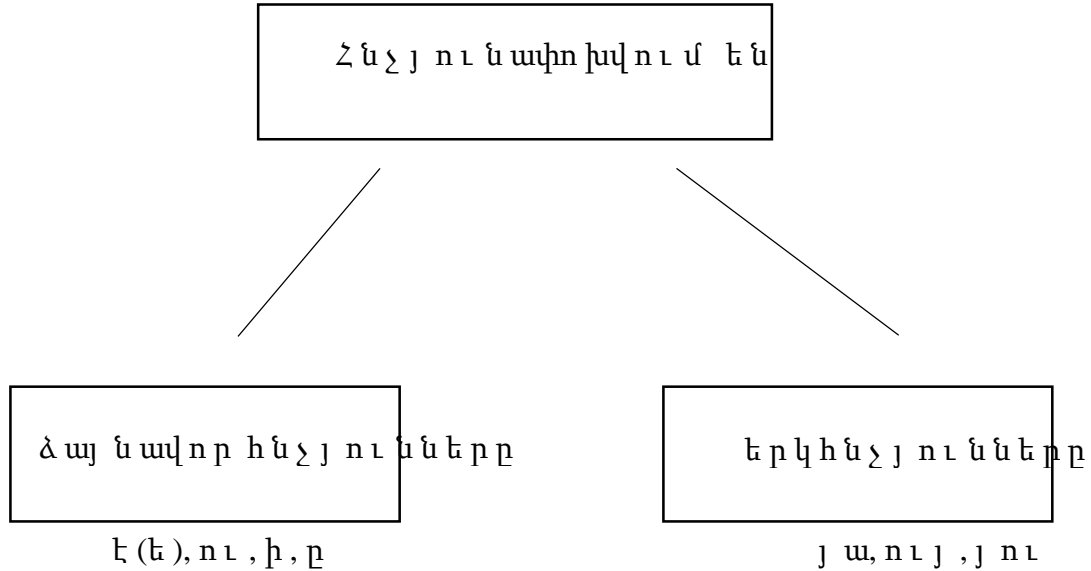 Հնչյունափոխվում են
ձայնավոր հնչյունները
երկհնչյունները
է (ե), ու, ի, ը
յա, ույ, յու